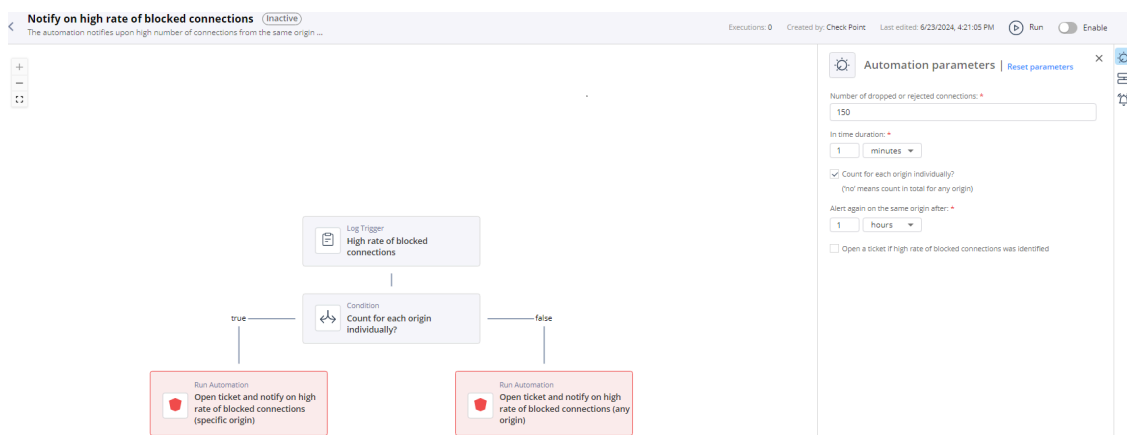 Notify on high rate of blocked connections Inactive
The automation notifies upon high number of connections from the same origin ...
Executions: 0 Created by: Check Point Last edited: 6/23/2024, 4:21:05 PM Run Enable
Automation parameters | Reset parameters
Number of dropped or rejected connections: *
150
In time duration: *
1 minutes
Count for each origin individually?
('no' means count in total for any origin)
Alert again on the same origin after: *
1 hours
Open a ticket if high rate of blocked connections was identified
Log Trigger
High rate of blocked
connections
Condition
Count for each origin
individually?
true
false
Run Automation
Open ticket and notify on high
rate of blocked connections
(specific origin)
Run Automation
Open ticket and notify on high
rate of blocked connections (any
origin)